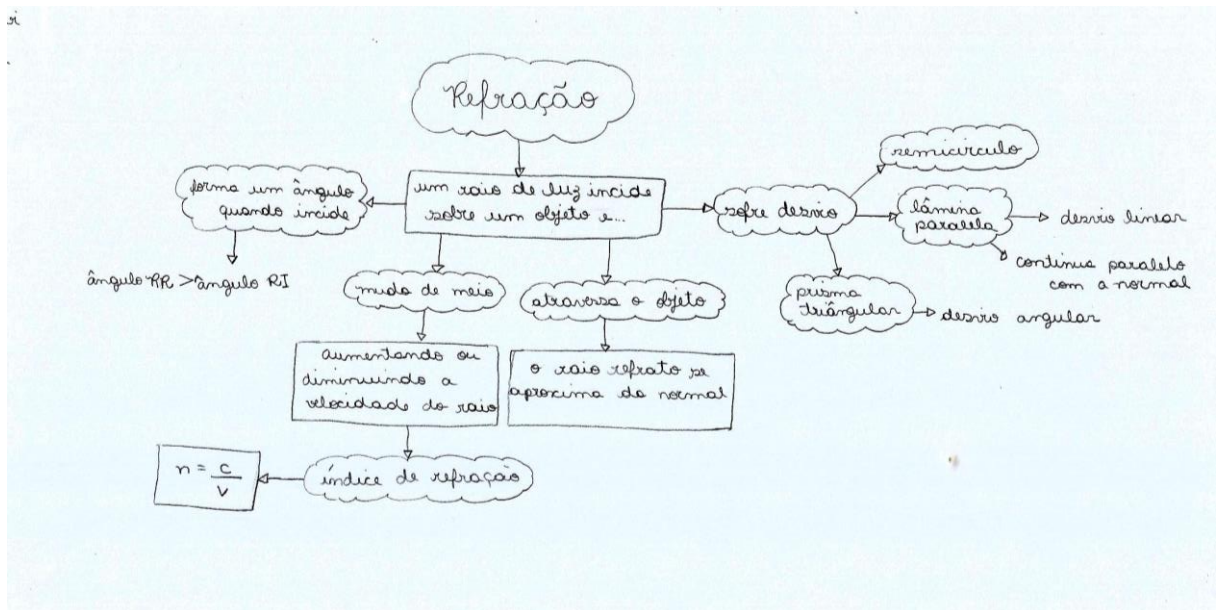 Refração
semicirculo
forma um ângulo
quando incide
um raio de luz incide
sobre um objeto e...
sofre desvio
lâmina
paralela
desvio linear
continua paralelo
com a normal
ângulo RR > ângulo RI
muda de meio
atravessa o objeto
prisma
triângular
desvio angular
aumentando ou
diminuindo a
velocidade do raio
o raio refrato se
aproxima da normal
índice de refração
n = c
v